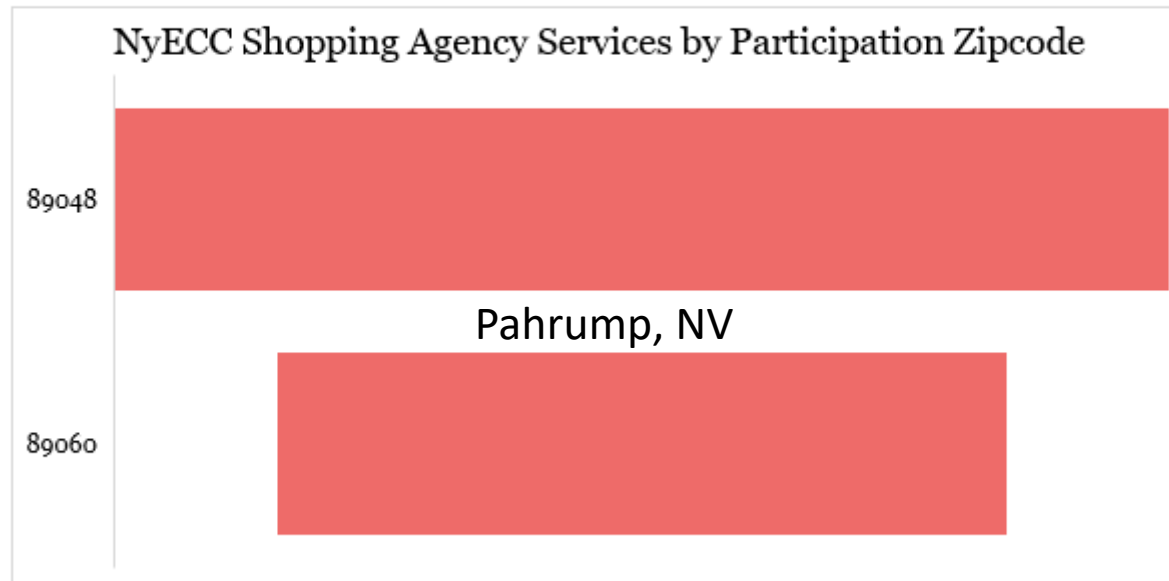 NyECC Shopping Agency Services by Participation Zipcode
89048
Pahrump, NV
89060